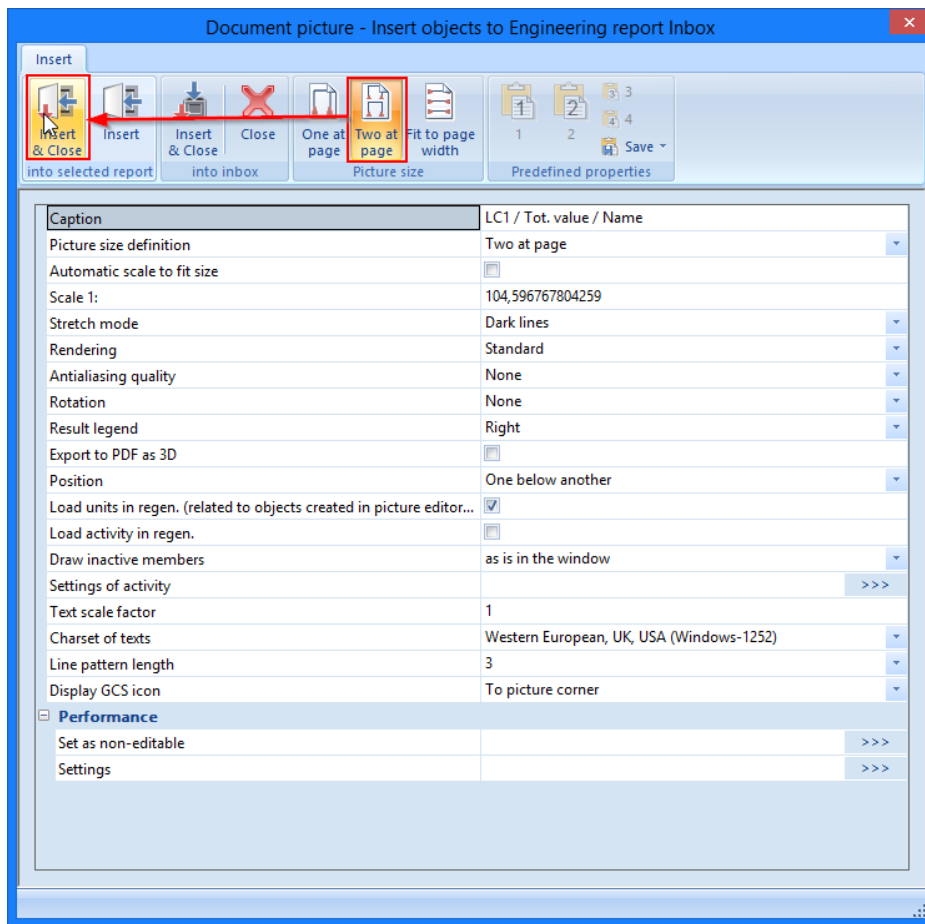 Document picture - Insert objects to Engineering report Inbox
Insert
Insert & Close
Insert
into selected report
Insert & Close
Close
into inbox
One at page
Two at page
Fit to page width
Picture size
1
2
3
4
Save
Predefined properties
Caption LC1 / Tot. value / Name
Picture size definition Two at page
Automatic scale to fit size
Scale 1: 104,596767804259
Stretch mode Dark lines
Rendering Standard
Antialiasing quality None
Rotation None
Result legend Right
Export to PDF as 3D
Position One below another
Load units in regen. (related to objects created in picture editor...
Load activity in regen.
Draw inactive members as is in the window
Settings of activity >>>
Text scale factor 1
Charset of texts Western European, UK, USA (Windows-1252)
Line pattern length 3
Display GCS icon To picture corner
Performance
Set as non-editable >>>
Settings >>>